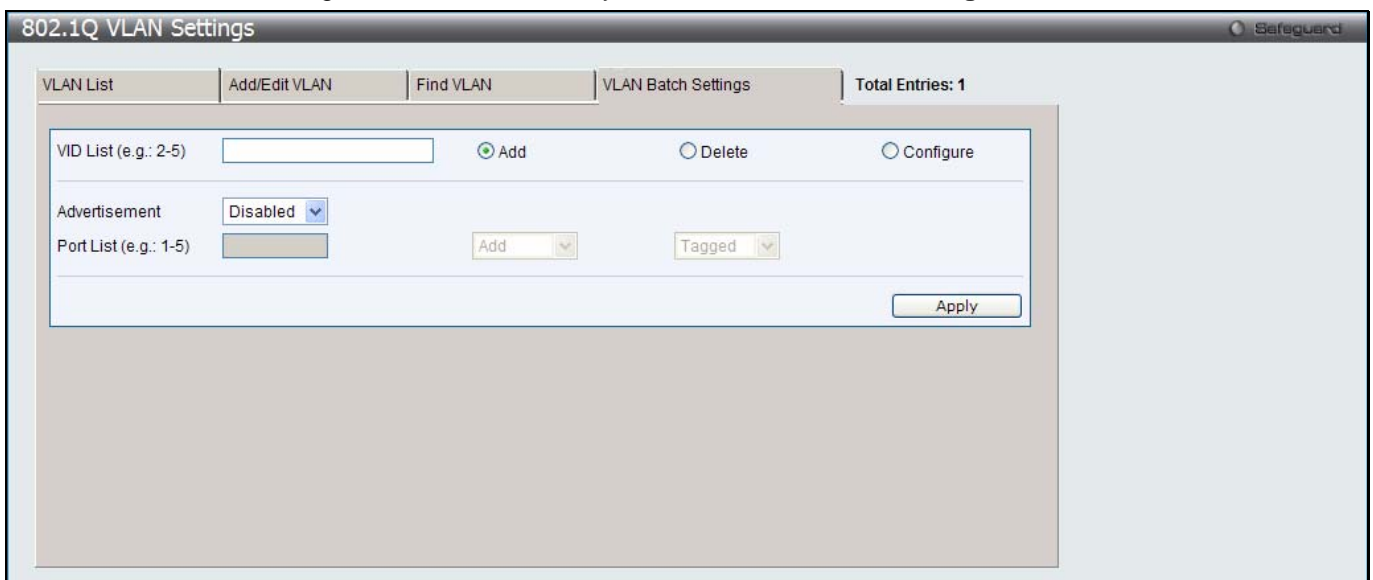 802.1Q VLAN Settings
Safeguard
VLAN List
Add/Edit VLAN
Find VLAN
VLAN Batch Settings
Total Entries: 1
VID List (e.g.: 2-5)
Add
Delete
Configure
Advertisement
Disabled
Port List (e.g.: 1-5)
Add
Tagged
Apply